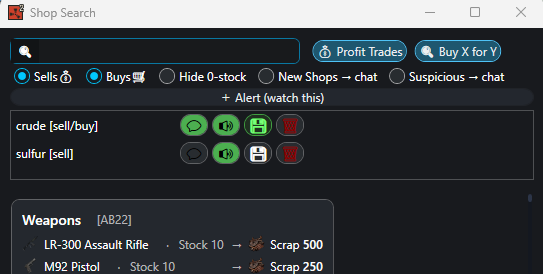 Shop Search
Profit Trades
Buy X for Y
Sells
Buys
Hide 0-stock
New Shops → chat
Suspicious → chat
+ Alert (watch this)
crude [sell/buy]
sulfur [sell]
Weapons [AB22]
LR-300 Assault Rifle · Stock 10 → Scrap 500
M92 Pistol · Stock 10 → Scrap 250